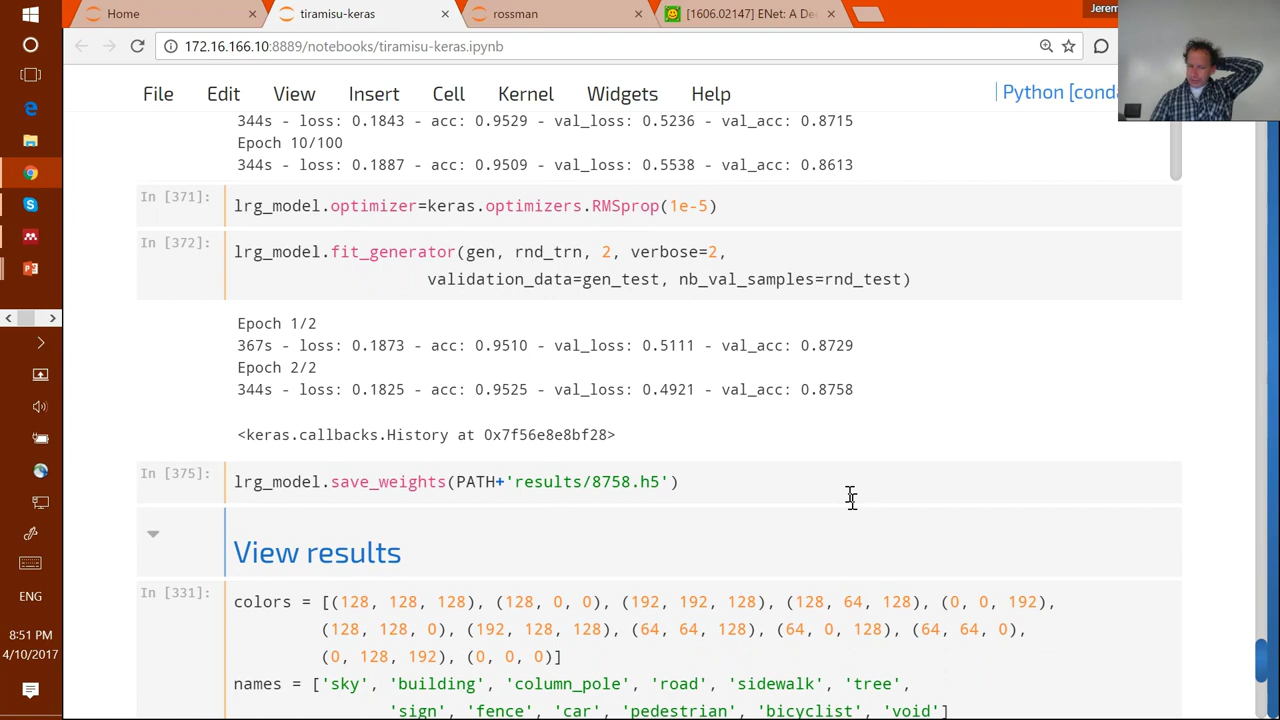 Home
tiramisu-keras
rossman
[1606.02147] ENet: A De
Jerem
172.16.166.10:8889/notebooks/tiramisu-keras.ipynb
File Edit View Insert Cell Kernel Widgets Help
Python [conda
344s - loss: 0.1843 - acc: 0.9529 - val_loss: 0.5236 - val_acc: 0.8715
Epoch 10/100
344s - loss: 0.1887 - acc: 0.9509 - val_loss: 0.5538 - val_acc: 0.8613
In [371]: lrg_model.optimizer=keras.optimizers.RMSprop(1e-5)
In [372]: lrg_model.fit_generator(gen, rnd_trn, 2, verbose=2,
validation_data=gen_test, nb_val_samples=rnd_test)
Epoch 1/2
367s - loss: 0.1873 - acc: 0.9510 - val_loss: 0.5111 - val_acc: 0.8729
Epoch 2/2
344s - loss: 0.1825 - acc: 0.9525 - val_loss: 0.4921 - val_acc: 0.8758
<keras.callbacks.History at 0x7f56e8e8bf28>
In [375]: lrg_model.save_weights(PATH+'results/8758.h5')
View results
In [331]: colors = [(128, 128, 128), (128, 0, 0), (192, 192, 128), (128, 64, 128), (0, 0, 192),
(128, 128, 0), (192, 128, 128), (64, 64, 128), (64, 0, 128), (64, 64, 0),
(0, 128, 192), (0, 0, 0)]
names = ['sky', 'building', 'column_pole', 'road', 'sidewalk', 'tree',
'sign', 'fence', 'car', 'pedestrian', 'bicyclist', 'void']
ENG
8:51 PM
4/10/2017